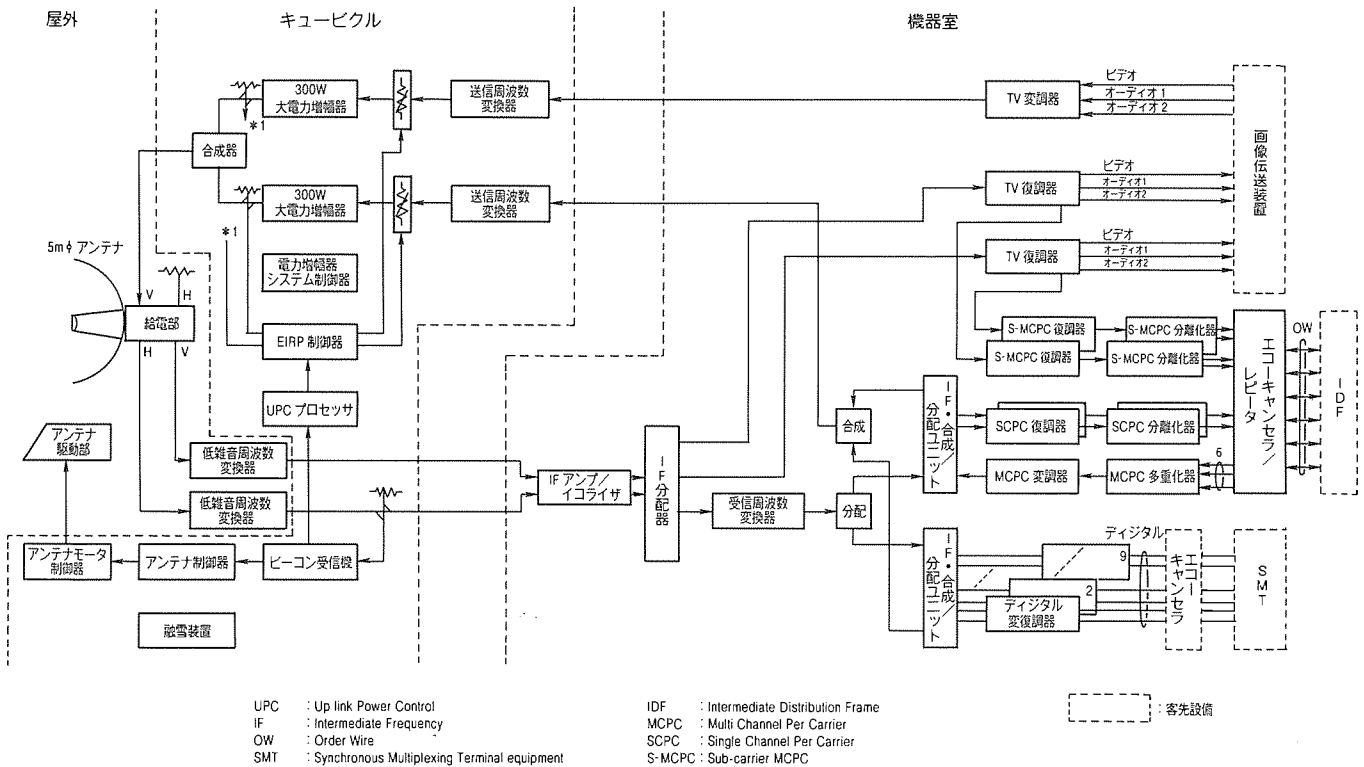 屋外
キュービクル
機器室
300W
大電力増幅器
送信周波数
変換器
TV 変調器
ビデオ
オーディオ1
オーディオ2
*1
合成器
300W
大電力増幅器
送信周波数
変換器
TV 復調器
ビデオ
オーディオ1
オーディオ2
画像伝送装置
*1
5mφ アンテナ
電力増幅器
システム制御器
TV 復調器
ビデオ
オーディオ1
オーディオ2
V
H
給電部
H
V
EIRP 制御器
S-MCPC 復調器
S-MCPC 分離化器
S-MCPC 復調器
S-MCPC 分離化器
エコーキャンセラ/
レピータ
OW
IDF
UPC プロセッサ
アンテナ
駆動部
低雑音周波数
変換器
低雑音周波数
変換器
IF アンプ/
イコライザ
IF 分配器
受信周波数
変換器
合成
分配
IF・合成/
分配ユニット
SCPC 復調器
SCPC 分離化器
MCPC 変調器
MCPC 多重化器
6
アンテナモータ
制御器
アンテナ制御器
ビーコン受信機
融雪装置
IF・合成/
分配ユニット
ディジタル
9
2
ディジタル
変復調器
エコー
キャンセラ
SMT
UPC : Up link Power Control
IF : Intermediate Frequency
OW : Order Wire
SMT : Synchronous Multiplexing Terminal equipment
IDF : Intermediate Distribution Frame
MCPC : Multi Channel Per Carrier
SCPC : Single Channel Per Carrier
S-MCPC : Sub-carrier MCPC
: 客先設備